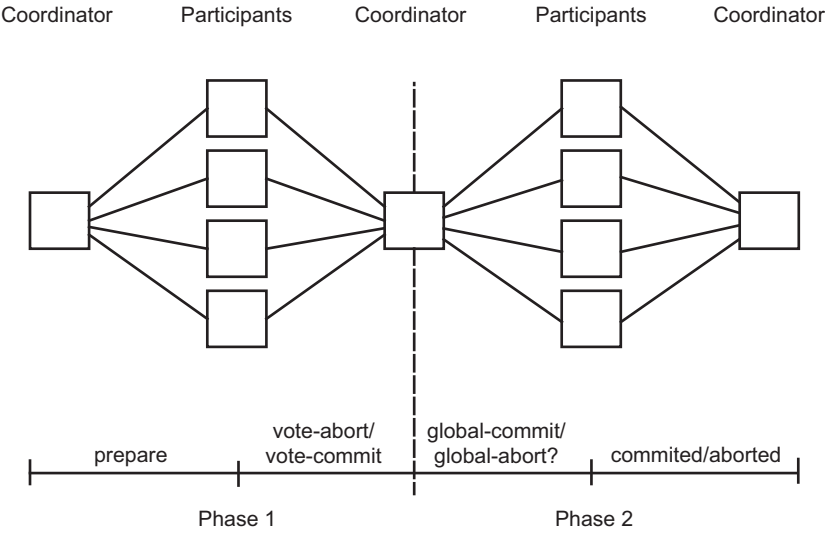 Coordinator Participants Coordinator Participants Coordinator
vote-abort/ global-commit/
prepare vote-commit global-abort? commited/aborted
Phase 1 Phase 2